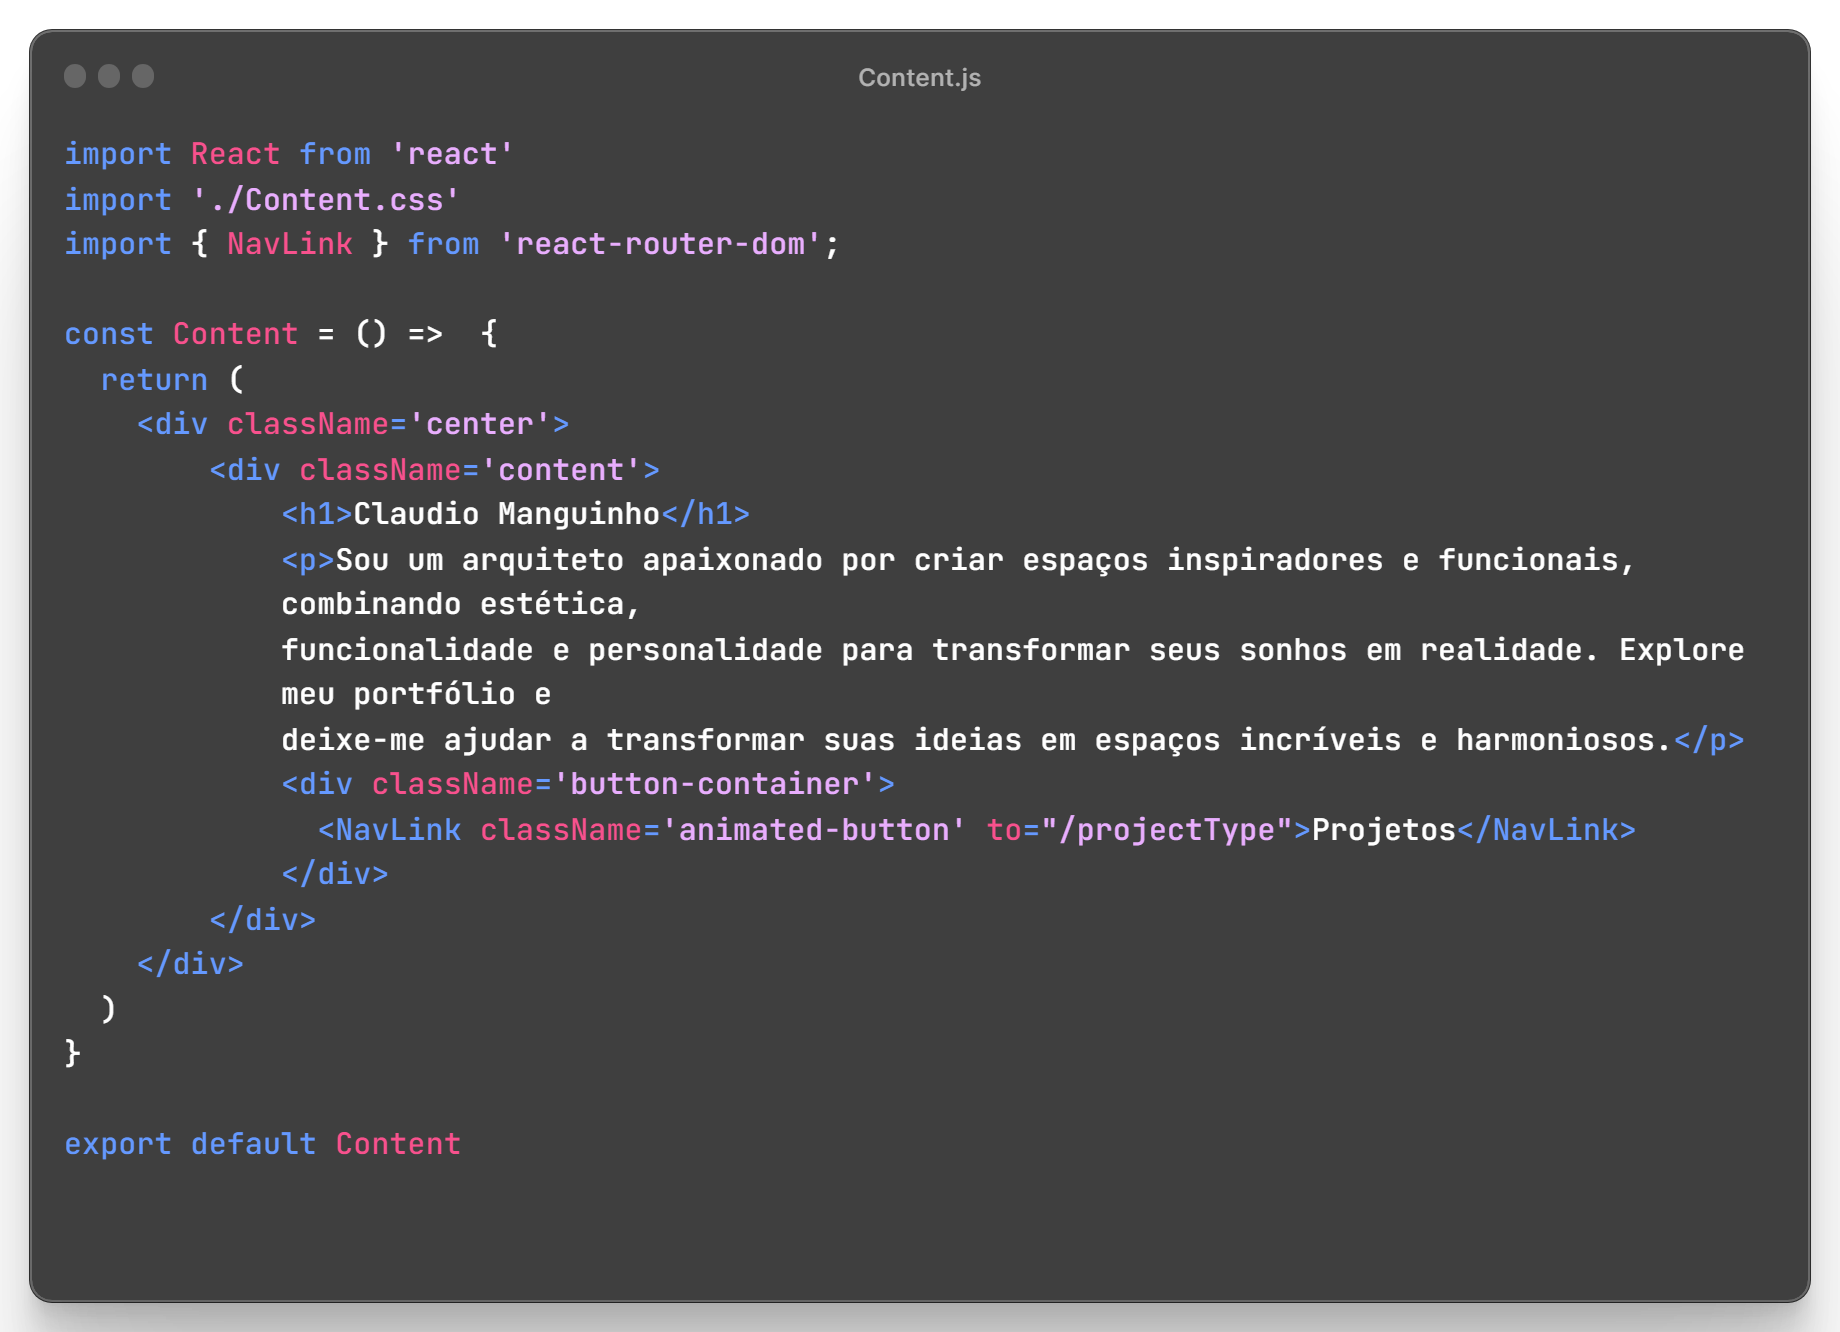 Content.js
import React from 'react'
import './Content.css'
import { NavLink } from 'react-router-dom';
const Content = () =>  {
  return (
    <div className='center'>
        <div className='content'>
            <h1>Claudio Manguinho</h1>
            <p>Sou um arquiteto apaixonado por criar espaços inspiradores e funcionais,
            combinando estética,
            funcionalidade e personalidade para transformar seus sonhos em realidade. Explore
            meu portfólio e
            deixe-me ajudar a transformar suas ideias em espaços incríveis e harmoniosos.</p>
            <div className='button-container'>
              <NavLink className='animated-button' to="/projectType">Projetos</NavLink>
            </div>
        </div>
    </div>
  )
}
export default Content